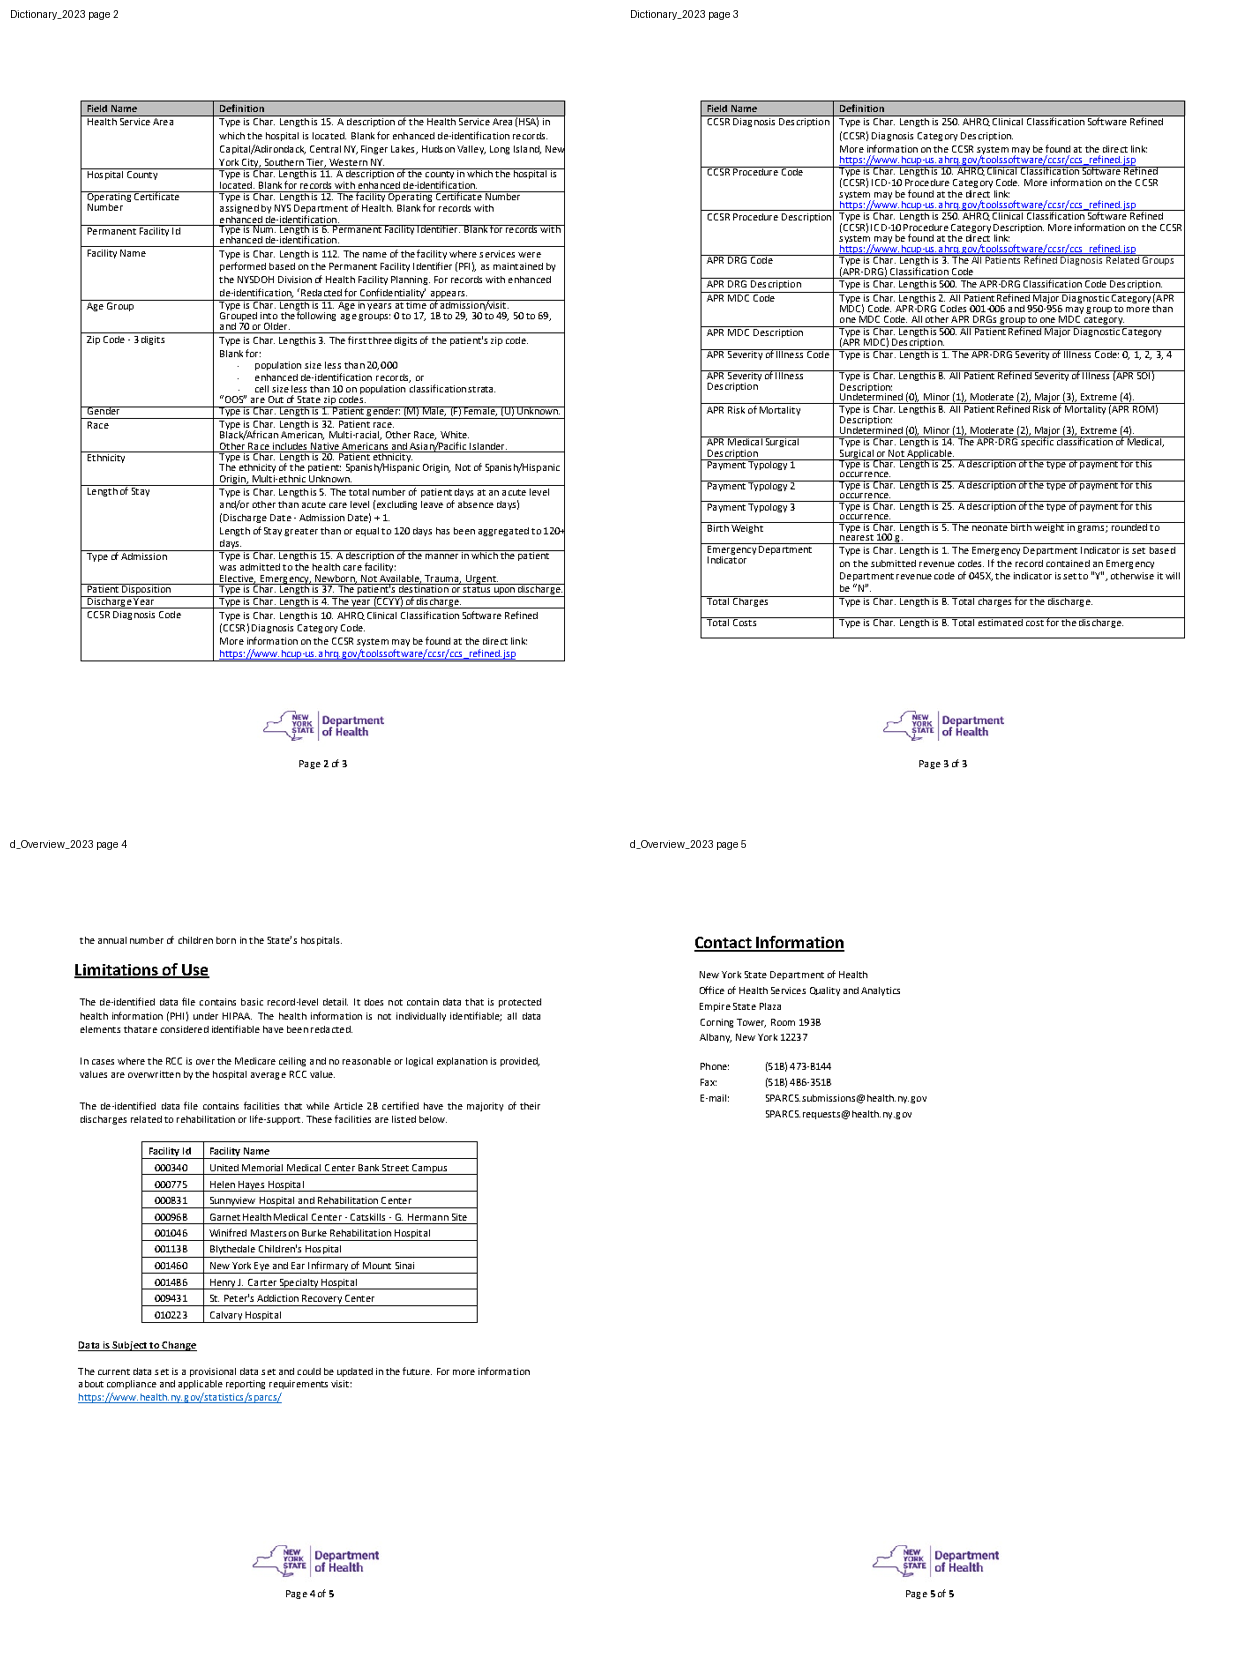 Dictionary_2023 page 2
Field Name Definition
Health Service Area Type is Char. Length is 15. A description of the Health Service Area (HSA) in
which the hospital is located. Blank for enhanced de-identification records.
Capital/Adirondack, Central NY, Finger Lakes, Hudson Valley, Long Island, New
York City, Southern Tier, Western NY.
Hospital County Type is Char. Length is 11. A description of the county in which the hospital is
located. Blank for records with enhanced de-identification.
Operating Certificate Type is Char. Length is 12. The facility Operating Certificate Number
Number assigned by NYS Department of Health. Blank for records with
enhanced de-identification.
Permanent Facility Id Type is Num. Length is 6. Permanent Facility Identifier. Blank for records with
enhanced de-identification.
Facility Name Type is Char. Length is 112. The name of the facility where services were
performed based on the Permanent Facility Identifier (PFI), as maintained by
the NYSDOH Division of Health Facility Planning. For records with enhanced
de-identification, 'Redacted for Confidentiality' appears.
Age Group Type is Char. Length is 11. Age in years at time of admission/visit.
Grouped into the following age groups: 0 to 17, 18 to 29, 30 to 49, 50 to 69,
and 70 or Older.
Zip Code - 3 digits Type is Char. Length is 3. The first three digits of the patient's zip code.
Blank for:
· population size less than 20,000
· enhanced de-identification records, or
· cell size less than 10 on population classification strata.
"OOS" are Out of State zip codes.
Gender Type is Char. Length is 1. Patient gender: (M) Male, (F) Female, (U) Unknown.
Race Type is Char. Length is 32. Patient race.
Black/African American, Multi-racial, Other Race, White.
Other Race includes Native Americans and Asian/Pacific Islander.
Ethnicity Type is Char. Length is 20. Patient ethnicity.
The ethnicity of the patient: Spanish/Hispanic Origin, Not of Spanish/Hispanic
Origin, Multi-ethnic Unknown.
Length of Stay Type is Char. Length is 5. The total number of patient days at an acute level
and/or other than acute care level (excluding leave of absence days)
(Discharge Date - Admission Date) + 1.
Length of Stay greater than or equal to 120 days has been aggregated to 120+
days.
Type of Admission Type is Char. Length is 15. A description of the manner in which the patient
was admitted to the health care facility:
Elective, Emergency, Newborn, Not Available, Trauma, Urgent.
Patient Disposition Type is Char. Length is 37. The patient's destination or status upon discharge.
Discharge Year Type is Char. Length is 4. The year (CCYY) of discharge.
CCSR Diagnosis Code Type is Char. Length is 10. AHRQ Clinical Classification Software Refined
(CCSR) Diagnosis Category Code.
More information on the CCSR system may be found at the direct link:
https://www.hcup-us.ahrq.gov/toolssoftware/ccsr/ccs_refined.jsp
NEW YORK STATE Department of Health
Page 2 of 3
Dictionary_2023 page 3
Field Name Definition
CCSR Diagnosis Description Type is Char. Length is 250. AHRQ Clinical Classification Software Refined
(CCSR) Diagnosis Category Description.
More information on the CCSR system may be found at the direct link:
https://www.hcup-us.ahrq.gov/toolssoftware/ccsr/ccs_refined.jsp
CCSR Procedure Code Type is Char. Length is 10. AHRQ Clinical Classification Software Refined
(CCSR) ICD-10 Procedure Category Code. More information on the CCSR
system may be found at the direct link:
https://www.hcup-us.ahrq.gov/toolssoftware/ccsr/ccs_refined.jsp
CCSR Procedure Description Type is Char. Length is 250. AHRQ Clinical Classification Software Refined
(CCSR) ICD-10 Procedure Category Description. More information on the CCSR
system may be found at the direct link:
https://www.hcup-us.ahrq.gov/toolssoftware/ccsr/ccs_refined.jsp
APR DRG Code Type is Char. Length is 3. The All Patients Refined Diagnosis Related Groups
(APR-DRG) Classification Code
APR DRG Description Type is Char. Length is 500. The APR-DRG Classification Code Description.
APR MDC Code Type is Char. Length is 2. All Patient Refined Major Diagnostic Category (APR
MDC) Code. APR-DRG Codes 001-006 and 950-956 may group to more than
one MDC Code. All other APR DRGs group to one MDC category.
APR MDC Description Type is Char. Length is 500. All Patient Refined Major Diagnostic Category
(APR MDC) Description.
APR Severity of Illness Code Type is Char. Length is 1. The APR-DRG Severity of Illness Code: 0, 1, 2, 3, 4
APR Severity of Illness Type is Char. Length is 8. All Patient Refined Severity of Illness (APR SOI)
Description Description:
Undetermined (0), Minor (1), Moderate (2), Major (3), Extreme (4).
APR Risk of Mortality Type is Char. Length is 8. All Patient Refined Risk of Mortality (APR ROM)
Description:
Undetermined (0), Minor (1), Moderate (2), Major (3), Extreme (4).
APR Medical Surgical Type is Char. Length is 14. The APR-DRG specific classification of Medical,
Description Surgical or Not Applicable.
Payment Typology 1 Type is Char. Length is 25. A description of the type of payment for this
occurrence.
Payment Typology 2 Type is Char. Length is 25. A description of the type of payment for this
occurrence.
Payment Typology 3 Type is Char. Length is 25. A description of the type of payment for this
occurrence.
Birth Weight Type is Char. Length is 5. The neonate birth weight in grams; rounded to
nearest 100 g.
Emergency Department Type is Char. Length is 1. The Emergency Department Indicator is set based
Indicator on the submitted revenue codes. If the record contained an Emergency
Department revenue code of 045X, the indicator is set to "Y", otherwise it will
be "N".
Total Charges Type is Char. Length is 8. Total charges for the discharge.
Total Costs Type is Char. Length is 8. Total estimated cost for the discharge.
NEW YORK STATE Department of Health
Page 3 of 3
d_Overview_2023 page 4
the annual number of children born in the State's hospitals.
Limitations of Use
The de-identified data file contains basic record-level detail. It does not contain data that is protected
health information (PHI) under HIPAA. The health information is not individually identifiable; all data
elements thatare considered identifiable have been redacted.
In cases where the RCC is over the Medicare ceiling and no reasonable or logical explanation is provided,
values are overwritten by the hospital average RCC value.
The de-identified data file contains facilities that while Article 28 certified have the majority of their
discharges related to rehabilitation or life-support. These facilities are listed below.
Facility Id Facility Name
000340 United Memorial Medical Center Bank Street Campus
000775 Helen Hayes Hospital
000831 Sunnyview Hospital and Rehabilitation Center
000968 Garnet Health Medical Center - Catskills - G. Hermann Site
001046 Winifred Masterson Burke Rehabilitation Hospital
001138 Blythedale Children's Hospital
001460 New York Eye and Ear Infirmary of Mount Sinai
001486 Henry J. Carter Specialty Hospital
009431 St. Peter's Addiction Recovery Center
010223 Calvary Hospital
Data is Subject to Change
The current data set is a provisional data set and could be updated in the future. For more information
about compliance and applicable reporting requirements visit:
https://www.health.ny.gov/statistics/sparcs/
NEW YORK STATE Department of Health
Page 4 of 5
d_Overview_2023 page 5
Contact Information
New York State Department of Health
Office of Health Services Quality and Analytics
Empire State Plaza
Corning Tower, Room 1938
Albany, New York 12237
Phone: (518) 473-8144
Fax: (518) 486-3518
E-mail: SPARCS.submissions@health.ny.gov
SPARCS.requests@health.ny.gov
NEW YORK STATE Department of Health
Page 5 of 5